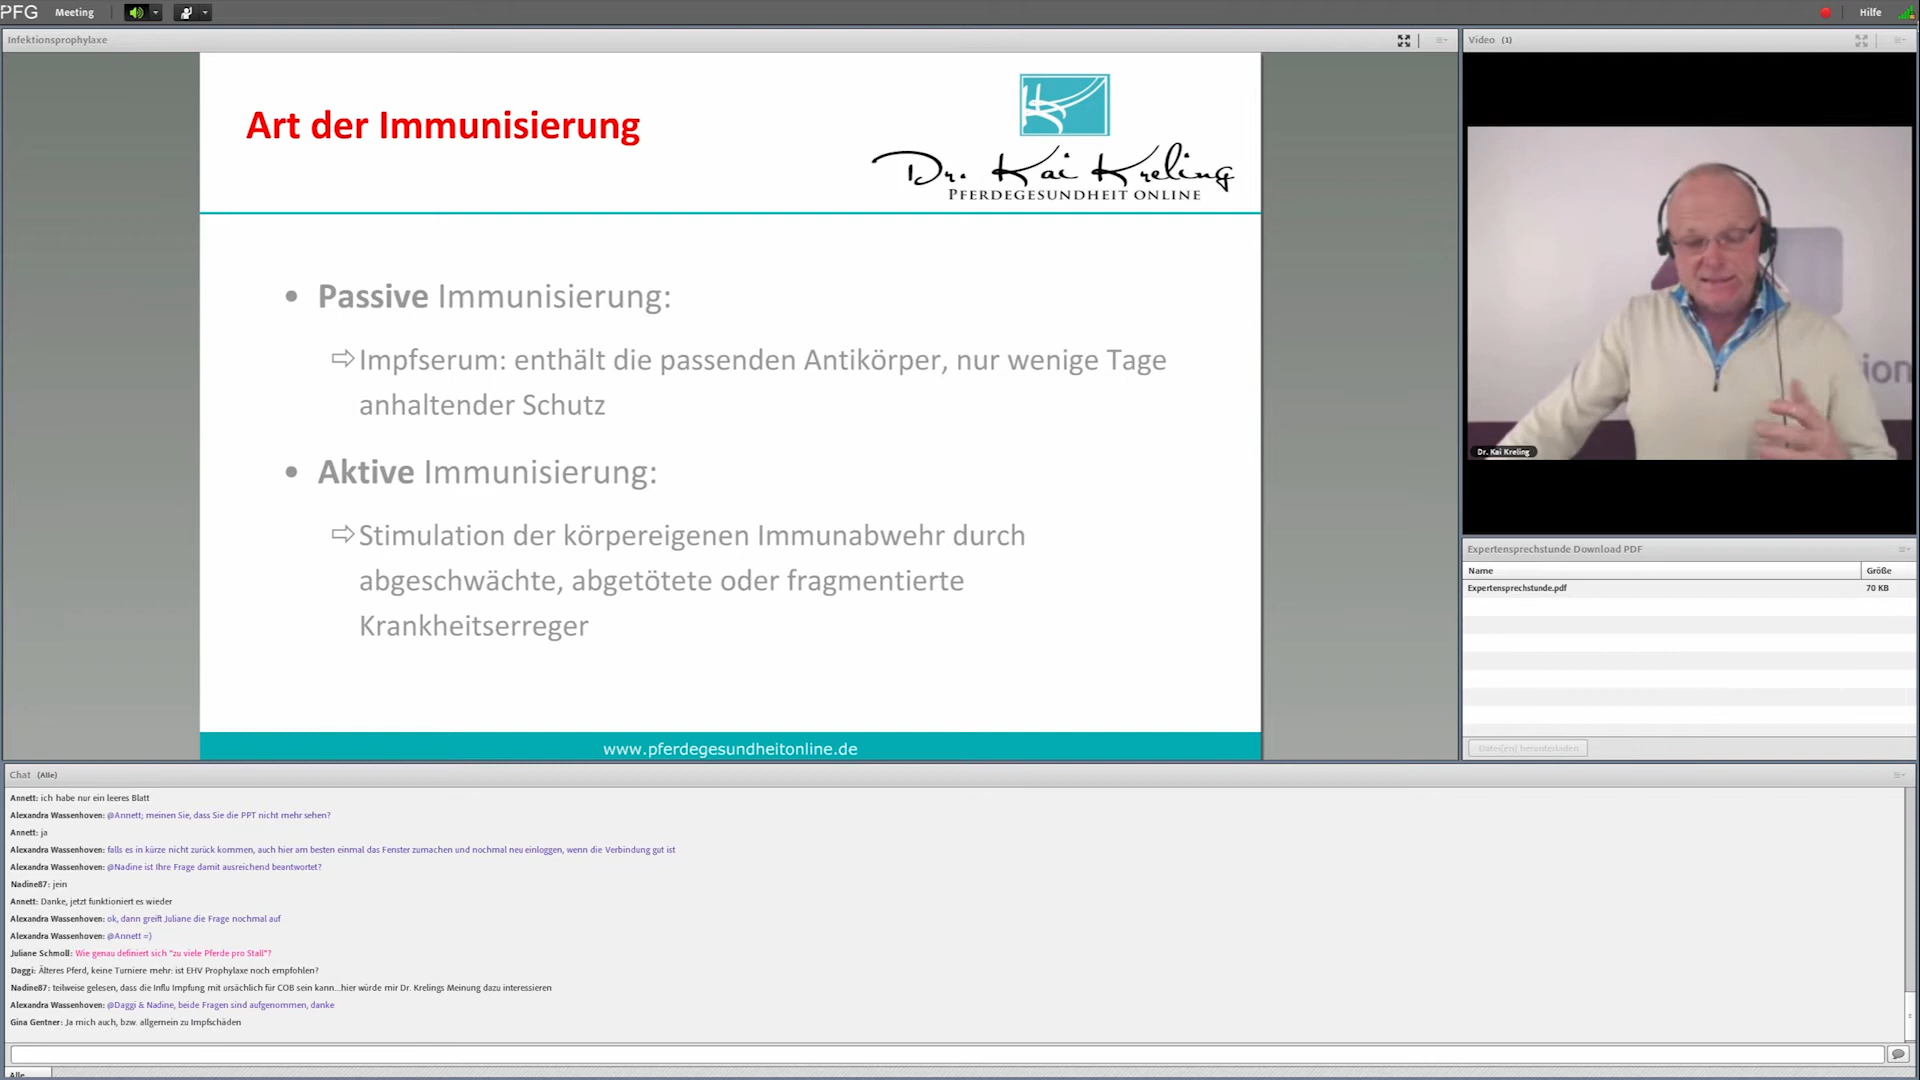 PFG Meeting Hilfe
Infektionsprophylaxe
Art der Immunisierung
Dr. Kai Kreling
PFERDEGESUNDHEIT ONLINE
• Passive Immunisierung:
⇨Impfserum: enthält die passenden Antikörper, nur wenige Tage
anhaltender Schutz
• Aktive Immunisierung:
⇨Stimulation der körpereigenen Immunabwehr durch
abgeschwächte, abgetötete oder fragmentierte
Krankheitserreger
www.pferdegesundheitonline.de
Video (1)
ion
Dr. Kai Kreling
Expertensprechstunde Download PDF
Name Größe
Expertensprechstunde.pdf 70 KB
Datei(en) herunterladen
Chat (Alle)
Annett: ich habe nur ein leeres Blatt
Alexandra Wassenhoven: @Annett; meinen Sie, dass Sie die PPT nicht mehr sehen?
Annett: ja
Alexandra Wassenhoven: falls es in kürze nicht zurück kommen, auch hier am besten einmal das Fenster zumachen und nochmal neu einloggen, wenn die Verbindung gut ist
Alexandra Wassenhoven: @Nadine ist Ihre Frage damit ausreichend beantwortet?
Nadine87: jein
Annett: Danke, jetzt funktioniert es wieder
Alexandra Wassenhoven: ok, dann greift Juliane die Frage nochmal auf
Alexandra Wassenhoven: @Annett =)
Juliane Schmoll: Wie genau definiert sich "zu viele Pferde pro Stall"?
Daggi: Älteres Pferd, keine Turniere mehr: ist EHV Prophylaxe noch empfohlen?
Nadine87: teilweise gelesen, dass die Influ Impfung mit ursächlich für COB sein kann...hier würde mir Dr. Krelings Meinung dazu interessieren
Alexandra Wassenhoven: @Daggi & Nadine, beide Fragen sind aufgenommen, danke
Gina Gentner: Ja mich auch, bzw. allgemein zu Impfschäden
Alle